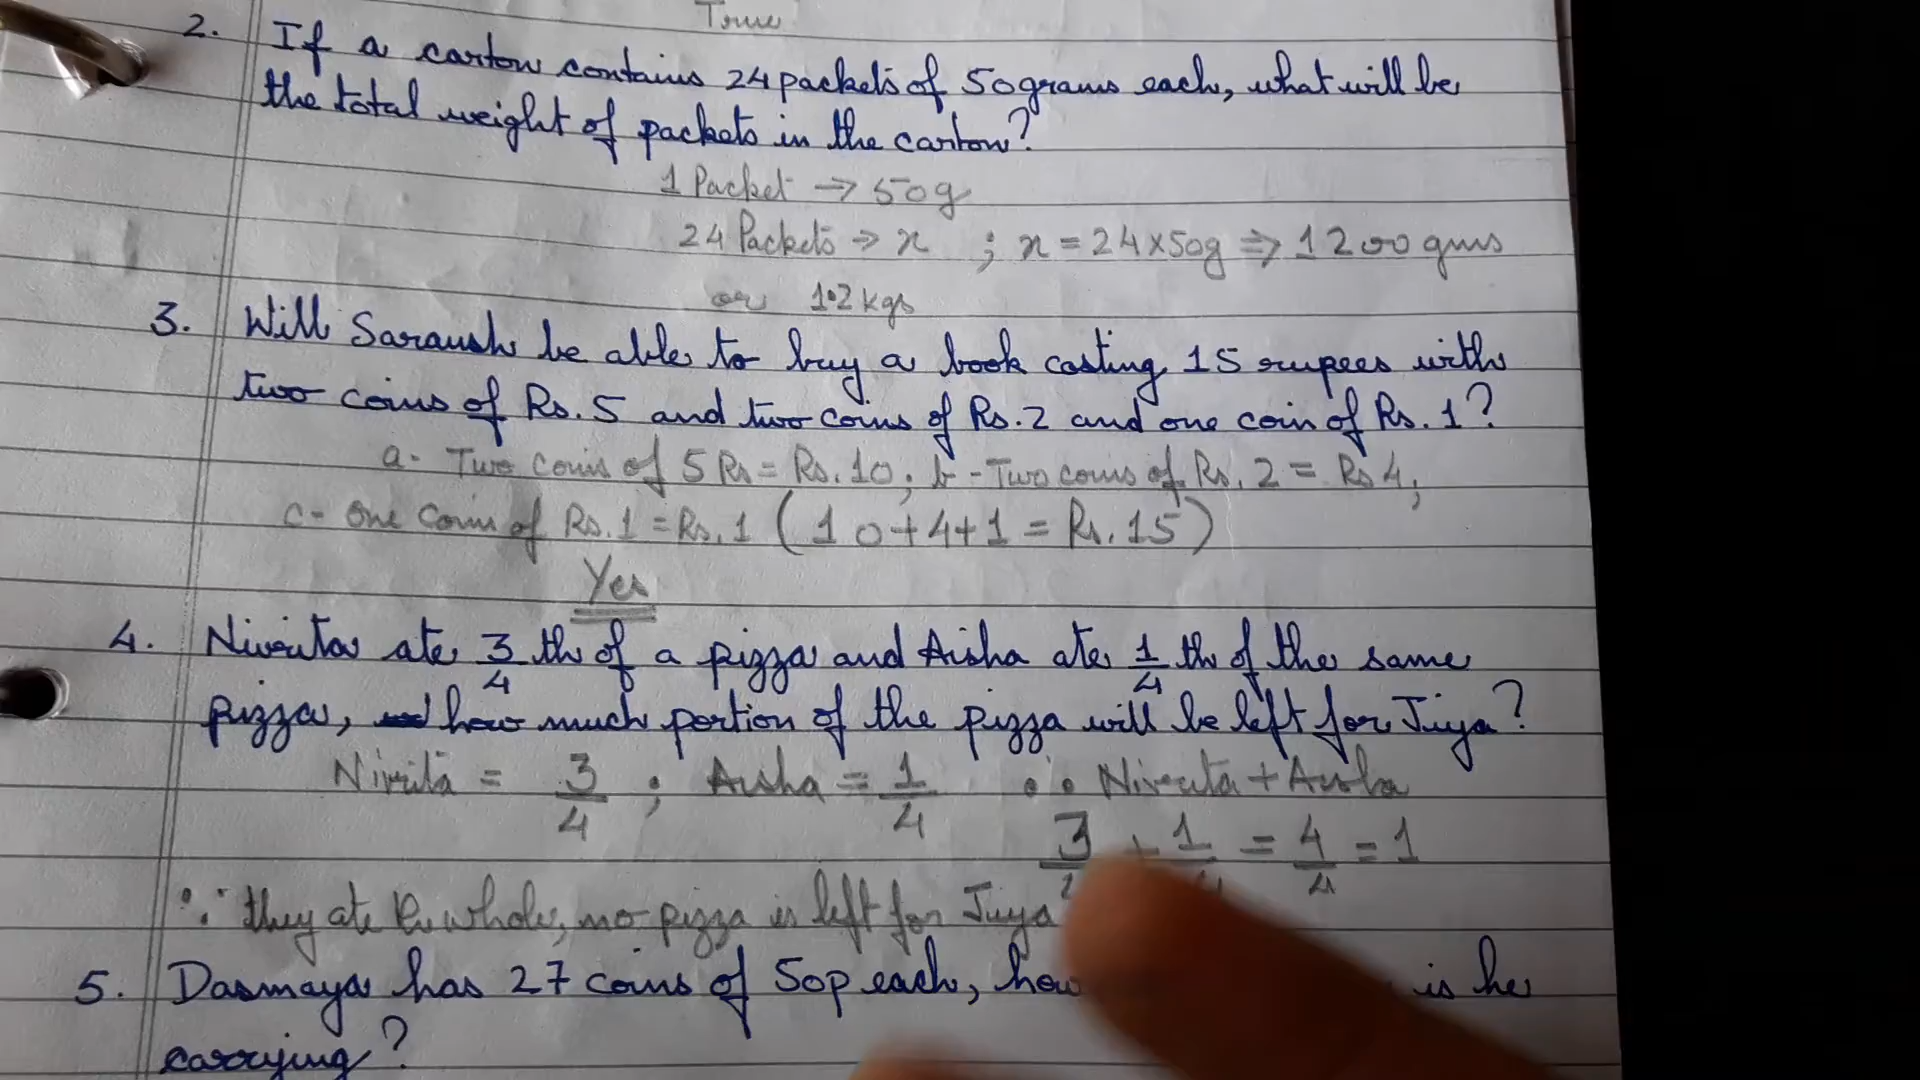 True
2. If a carton contains 24 packets of 50 grams each, what will be
the total weight of packets in the carton?
1 Packet → 50g
24 Packets → x ; x = 24 × 50g ⇒ 1200 gms
or 1.2 kgs
3. Will Saraush be able to buy a book costing 15 rupees with
two coins of Rs. 5 and two coins of Rs. 2 and one coin of Rs. 1?
a - Two coins of 5 Rs = Rs. 10; b - Two coins of Rs. 2 = Rs 4;
c - one coin of Rs. 1 = Rs. 1 (10 + 4 + 1 = Rs. 15)
Yes
4. Nivrita ate 3/4 th of a pizza and Aisha ate 1/4 th of the same
pizza, how much portion of the pizza will be left for Jiya?
Nivrita = 3/4 ; Aisha = 1/4 ∴ Nivrita + Aisha
3 + 1 = 4/4 = 1
∴ they ate the whole, no pizza is left for Jiya
5. Dasmaya has 27 coins of 50p each, how is he
carrying?